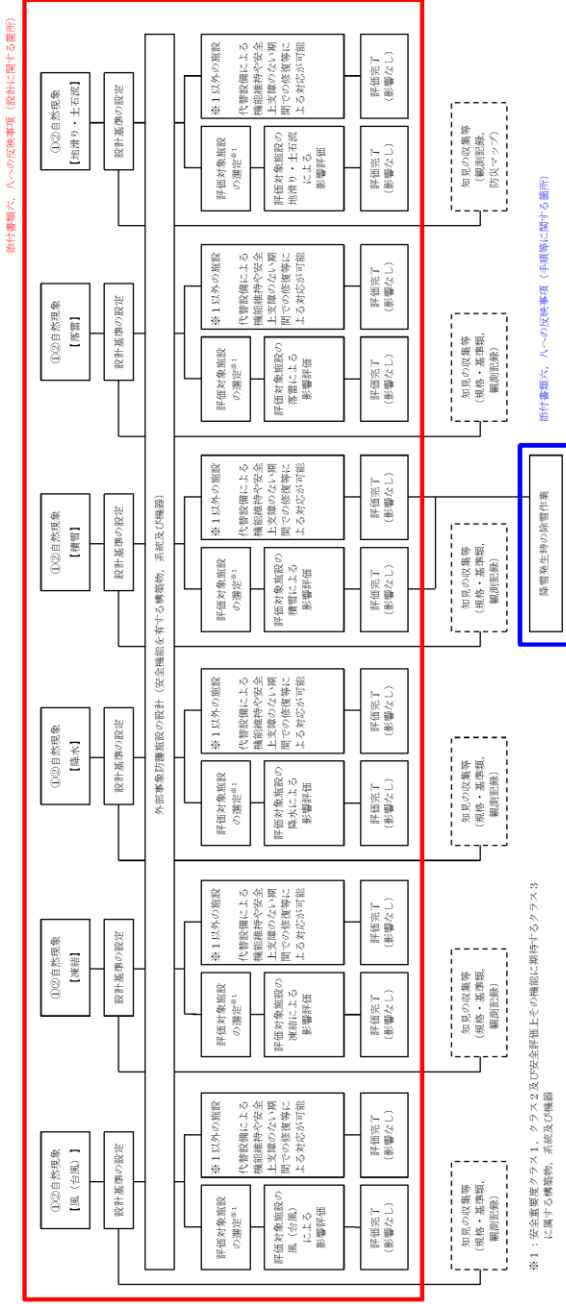 添付書類六、八への反映事項（設計に関する箇所）
①②自然現象
【風（台風）】
設計基準の設定
①②自然現象
【凍結】
設計基準の設定
①②自然現象
【降水】
設計基準の設定
①②自然現象
【積雪】
設計基準の設定
①②自然現象
【落雷】
設計基準の設定
①②自然現象
【地滑り・土石流】
設計基準の設定
外部事象防護施設の設計（安全機能を有する構築物，系統及び機器）
評価対象施設
の選定※1
評価対象施設の
風（台風）
による
影響評価
評価完了
（影響なし）
※1以外の施設
代替設備による
機能維持や安全
上支障のない期
間での修復等に
よる対応が可能
評価完了
（影響なし）
評価対象施設
の選定※1
評価対象施設の
凍結による
影響評価
評価完了
（影響なし）
※1以外の施設
代替設備による
機能維持や安全
上支障のない期
間での修復等に
よる対応が可能
評価完了
（影響なし）
評価対象施設
の選定※1
評価対象施設の
降水による
影響評価
評価完了
（影響なし）
※1以外の施設
代替設備による
機能維持や安全
上支障のない期
間での修復等に
よる対応が可能
評価完了
（影響なし）
評価対象施設
の選定※1
評価対象施設の
積雪による
影響評価
評価完了
（影響なし）
※1以外の施設
代替設備による
機能維持や安全
上支障のない期
間での修復等に
よる対応が可能
評価完了
（影響なし）
評価対象施設
の選定※1
評価対象施設の
落雷による
影響評価
評価完了
（影響なし）
※1以外の施設
代替設備による
機能維持や安全
上支障のない期
間での修復等に
よる対応が可能
評価完了
（影響なし）
評価対象施設
の選定※1
評価対象施設の
地滑り・土石流
による
影響評価
評価完了
（影響なし）
※1以外の施設
代替設備による
機能維持や安全
上支障のない期
間での修復等に
よる対応が可能
評価完了
（影響なし）
知見の収集等
（規格・基準類，
観測記録）
知見の収集等
（規格・基準類，
観測記録）
知見の収集等
（規格・基準類，
観測記録）
知見の収集等
（規格・基準類，
観測記録）
知見の収集等
（規格・基準類，
観測記録）
知見の収集等
（観測記録，
防災マップ）
降雪発生時の除雪作業
添付書類六、八への反映事項（手順等に関する箇所）
※1：安全重要度クラス1，クラス2及び安全評価上その機能に期待するクラス3
に属する構築物，系統及び機器